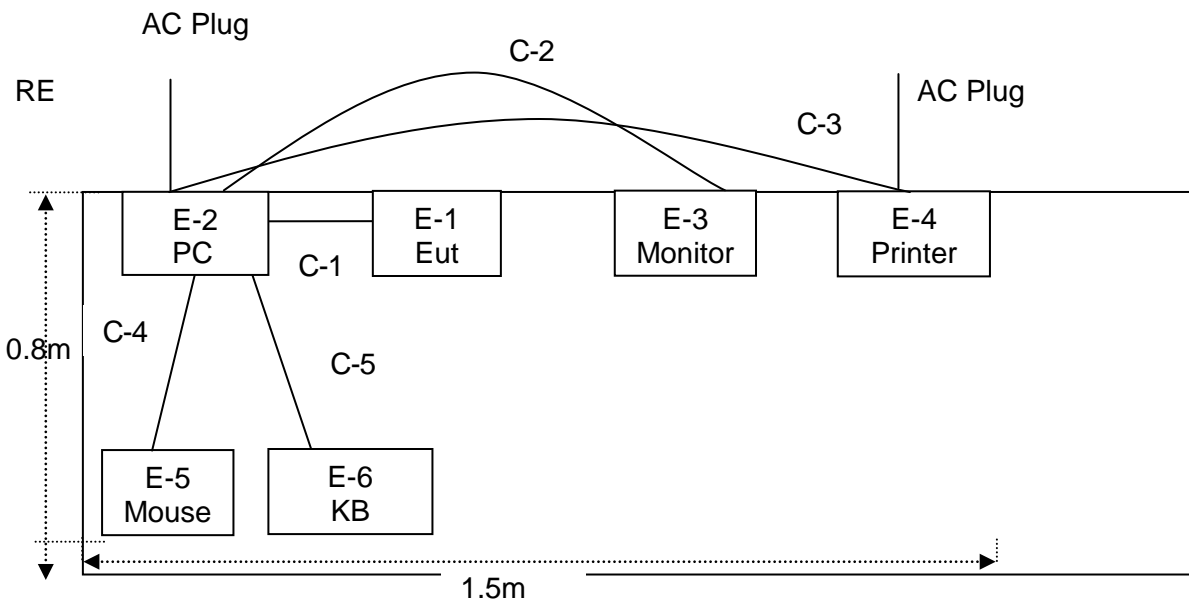 AC Plug
C-2
RE
AC Plug
C-3
E-2
PC
E-1
Eut
E-3
Monitor
E-4
Printer
C-1
C-4
0.8m
C-5
E-5
Mouse
E-6
KB
1.5m